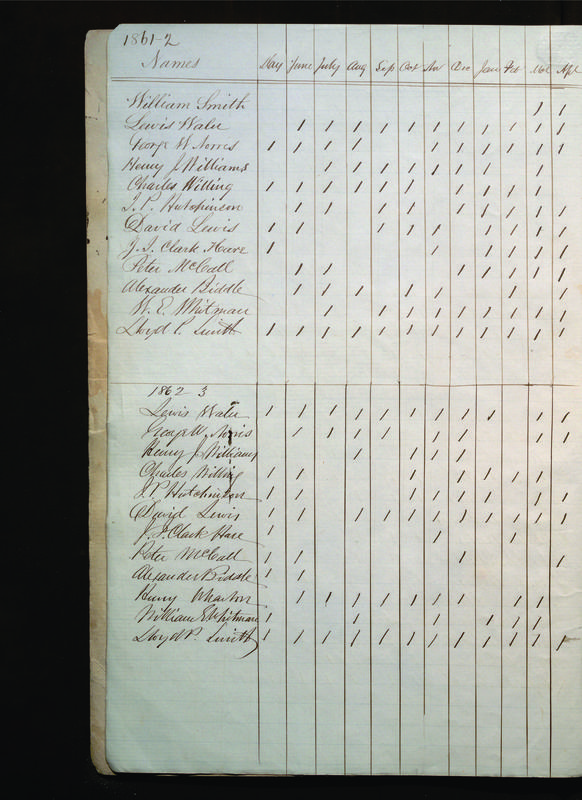 1861-2
Names May June July Aug Sep Oct Nov Dec Jan Feb Mch Apl
William Smith / /
Lewis Waln / / / / / / / / / / /
George W Norris / / / / / / / / / / /
Henry J Williams / / / / / / / / /
Charles Willing / / / / / / / / / /
I. P. Hutchinson / / / / / / / / /
David Lewis / / / / / / / / /
J. I. Clark Hare / / / / / /
Peter McCall / / / / / / /
Alexander Biddle / / / / / / / /
W. E. Whitman / / / / / / / / /
Lloyd P. Smith / / / / / / / / / / / /
1862 3
Lewis Waln / / / / / / / / / / /
George W. Norris / / / / / / / / /
Henry J Williams / / / /
Charles Willing / / / / / / / /
I. P. Hutchinson / / / / / / / /
David Lewis / / / / / / / / / / /
J. I. Clark Hare / / /
Peter McCall / / / /
Alexander Biddle / /
Henry Wharton / / / / / / / / /
William E Whitman / / / / / /
Lloyd P. Smith / / / / / / / / / / / /